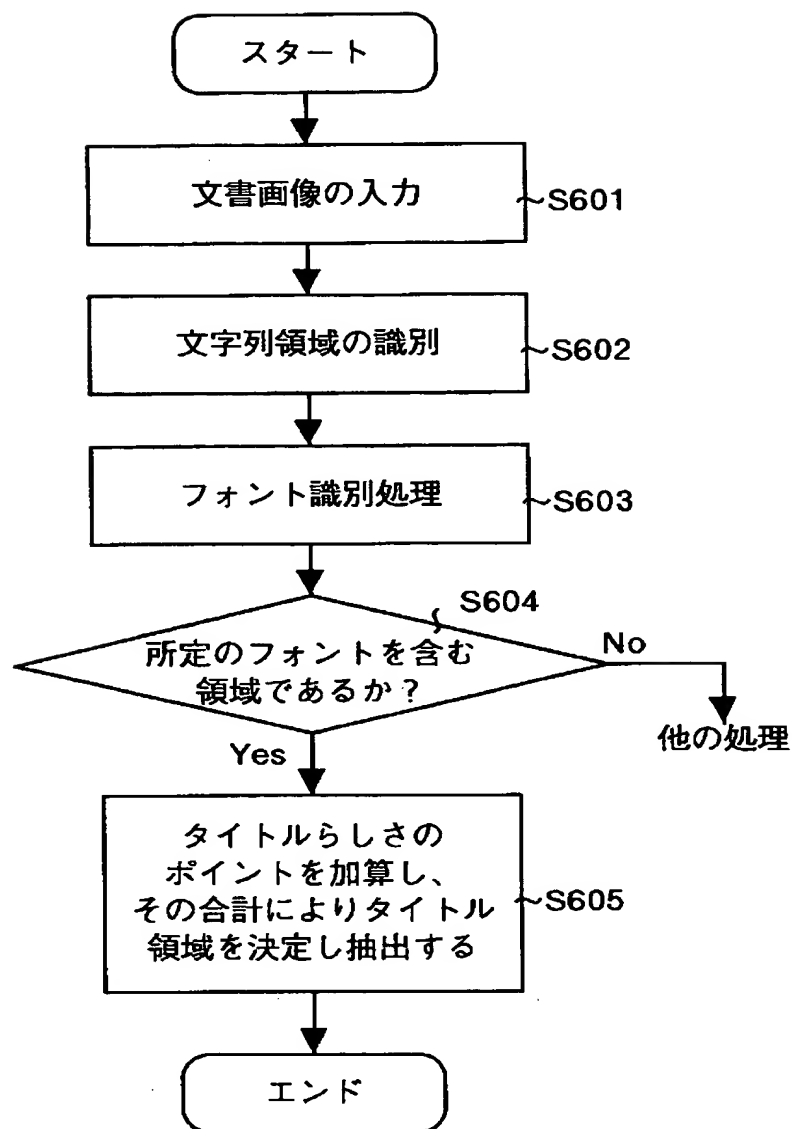 スタート
文書画像の入力
S601
文字列領域の識別
S602
フォント識別処理
S603
S604
所定のフォントを含む
領域であるか?
No
他の処理
Yes
タイトルらしさの
ポイントを加算し、
その合計によりタイトル
領域を決定し抽出する
S605
エンド